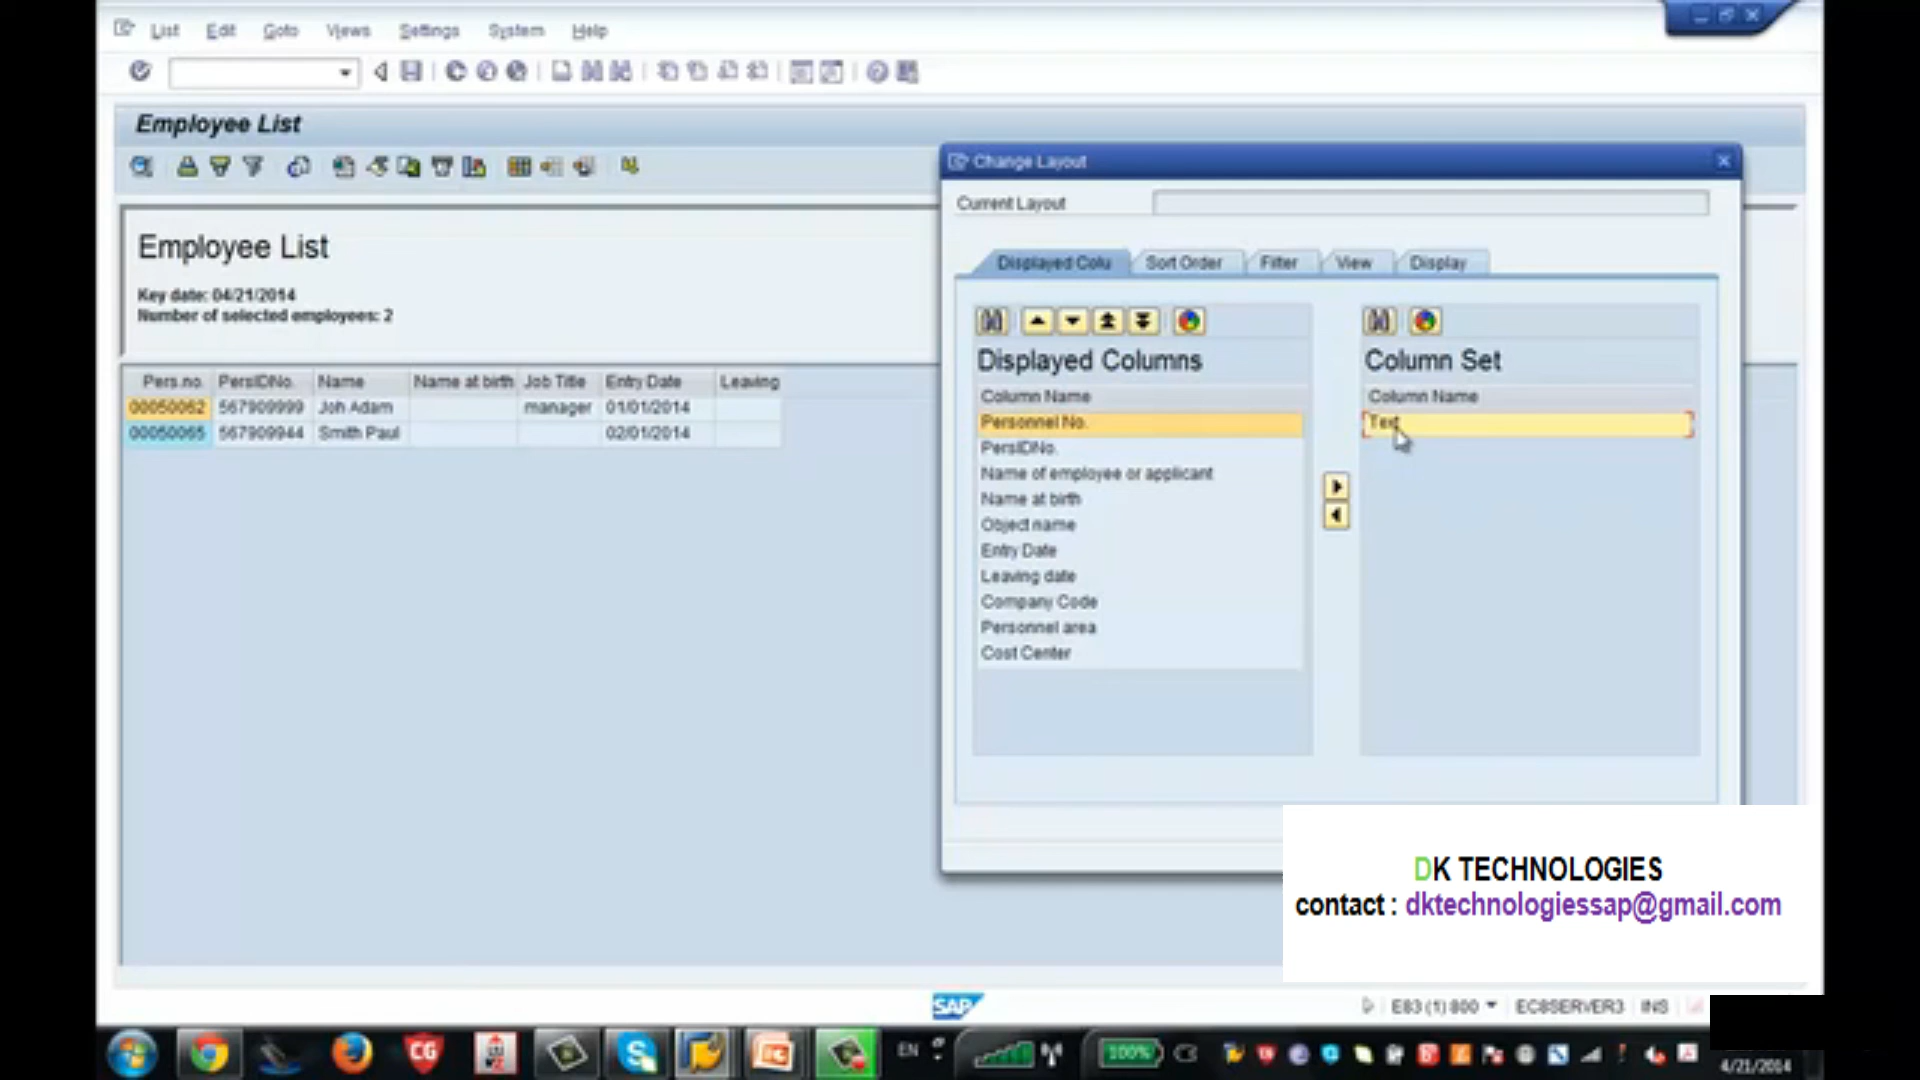 List Edit Goto Views Settings System Help
Employee List
Employee List
Key date: 04/21/2014
Number of selected employees: 2
Pers.no. PersIDNo. Name Name at birth Job Title Entry Date Leaving
00050062 567909999 Joh Adam manager 01/01/2014
00050065 567909944 Smith Paul 02/01/2014
Change Layout
Current Layout
Displayed Colu Sort Order Filter View Display
Displayed Columns
Column Name
Personnel No.
PersIDNo.
Name of employee or applicant
Name at birth
Object name
Entry Date
Leaving date
Company Code
Personnel area
Cost Center
Column Set
Column Name
Text
DK TECHNOLOGIES
contact : dktechnologiessap@gmail.com
SAP
E83 (1) 800 EC8SERVER3 INS
CG
EN
100%
4/21/2014